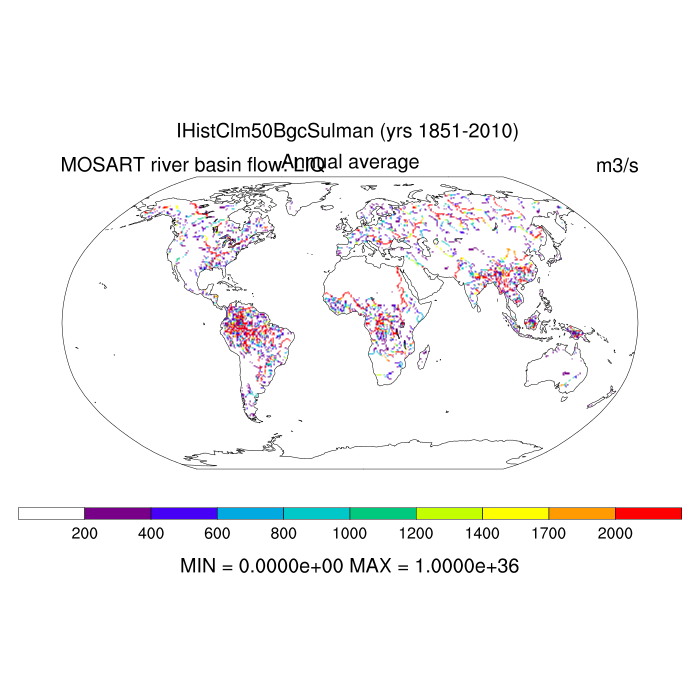 IHistClm50BgcSulman (yrs 1851-2010)
MOSART river basin flow: LIQ
Annual average
m3/s
200 400 600 800 1000 1200 1400 1700 2000
MIN = 0.0000e+00 MAX = 1.0000e+36